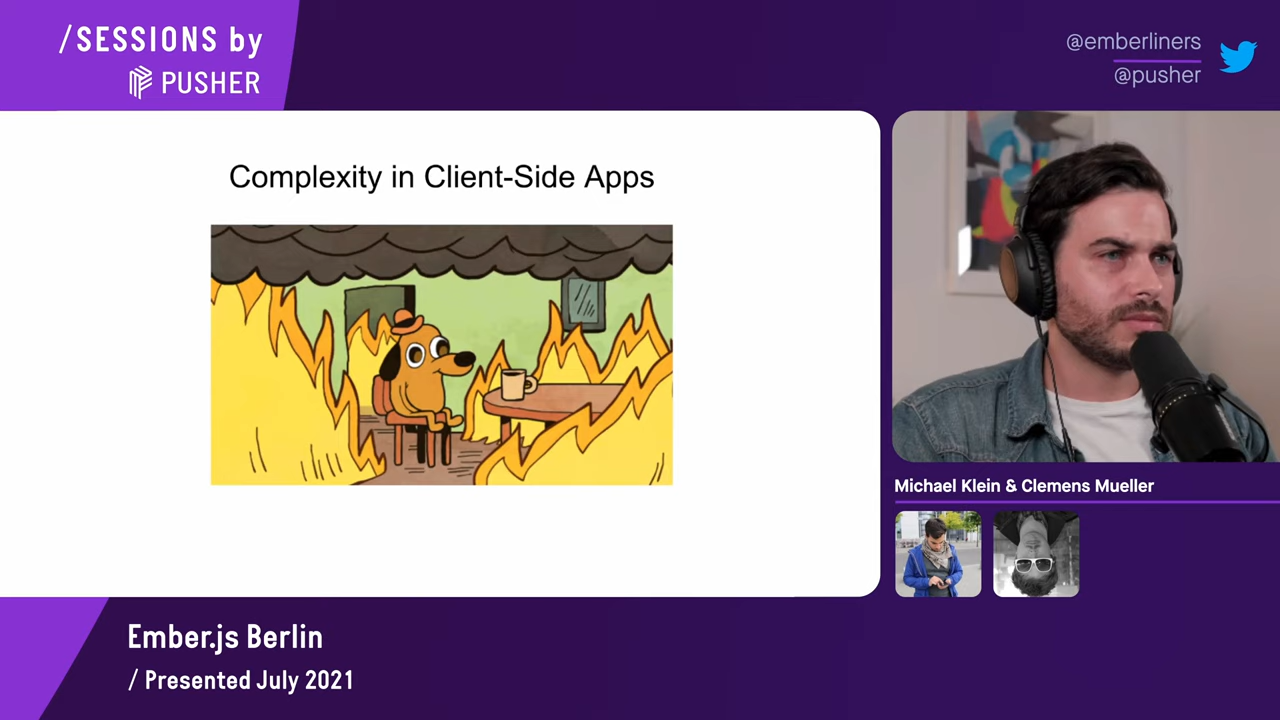 /SESSIONS by
PUSHER
@emberliners
@pusher
Complexity in Client-Side Apps
Michael Klein & Clemens Mueller
Ember.js Berlin
/ Presented July 2021